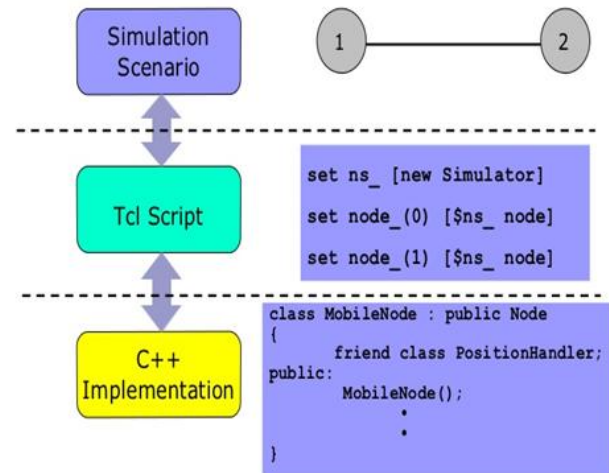 Simulation
Scenario
1
2
Tcl Script
set ns_ [new Simulator]
set node_(0) [$ns_ node]
set node_(1) [$ns_ node]
C++
Implementation
class MobileNode : public Node
{
friend class PositionHandler;
public:
MobileNode();
•
•
}